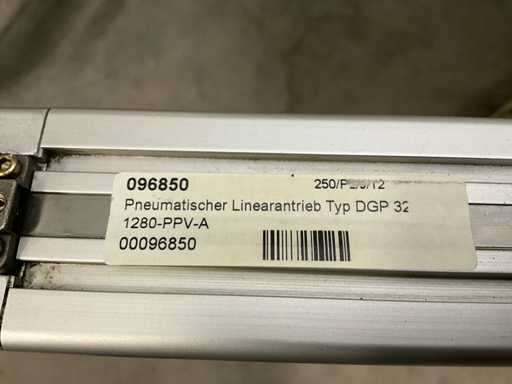 096850
Pneumatischer Linearantrieb Typ DGP 32
1280-PPV-A
00096850